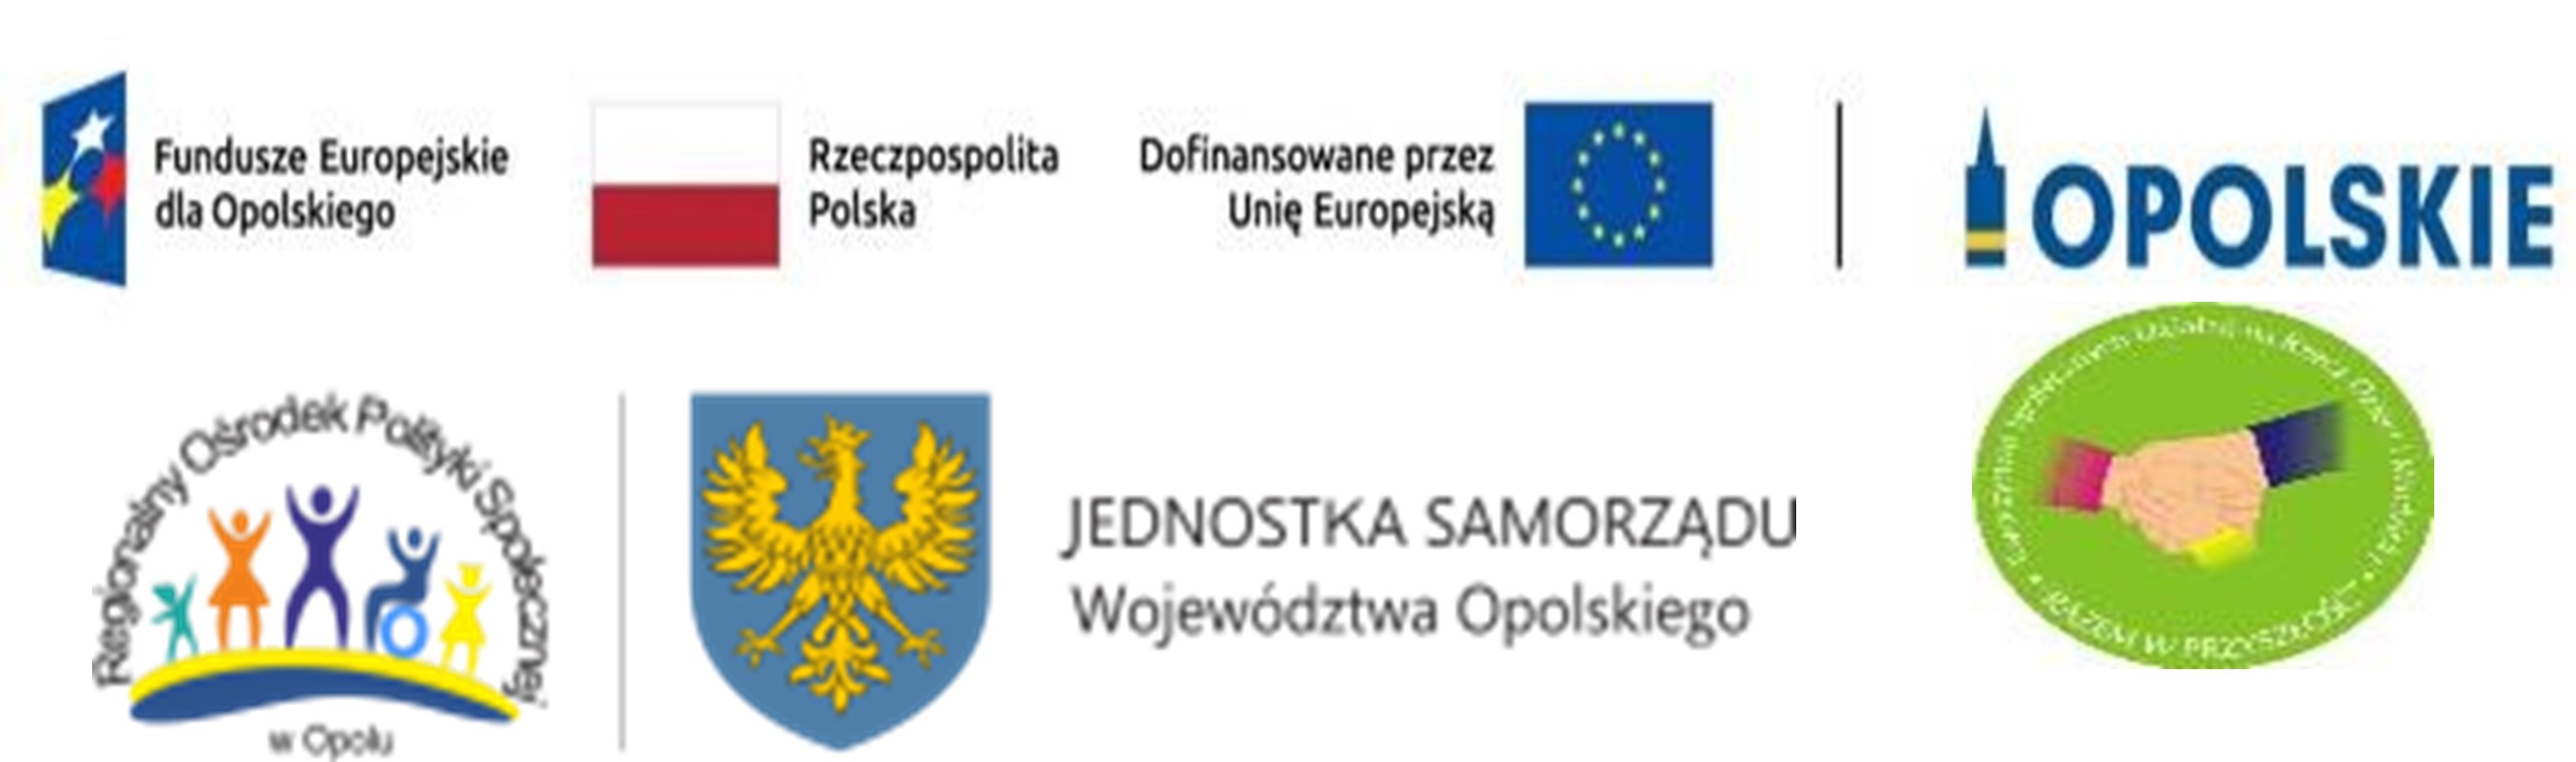 Fundusze Europejskie
dla Opolskiego
Rzeczpospolita
Polska
Dofinansowane przez
Unię Europejską
OPOLSKIE
Regionalny Ośrodek Polityki Społecznej
w Opolu
JEDNOSTKA SAMORZĄDU
Województwa Opolskiego
RAZEM W PRZYSZŁOŚĆ